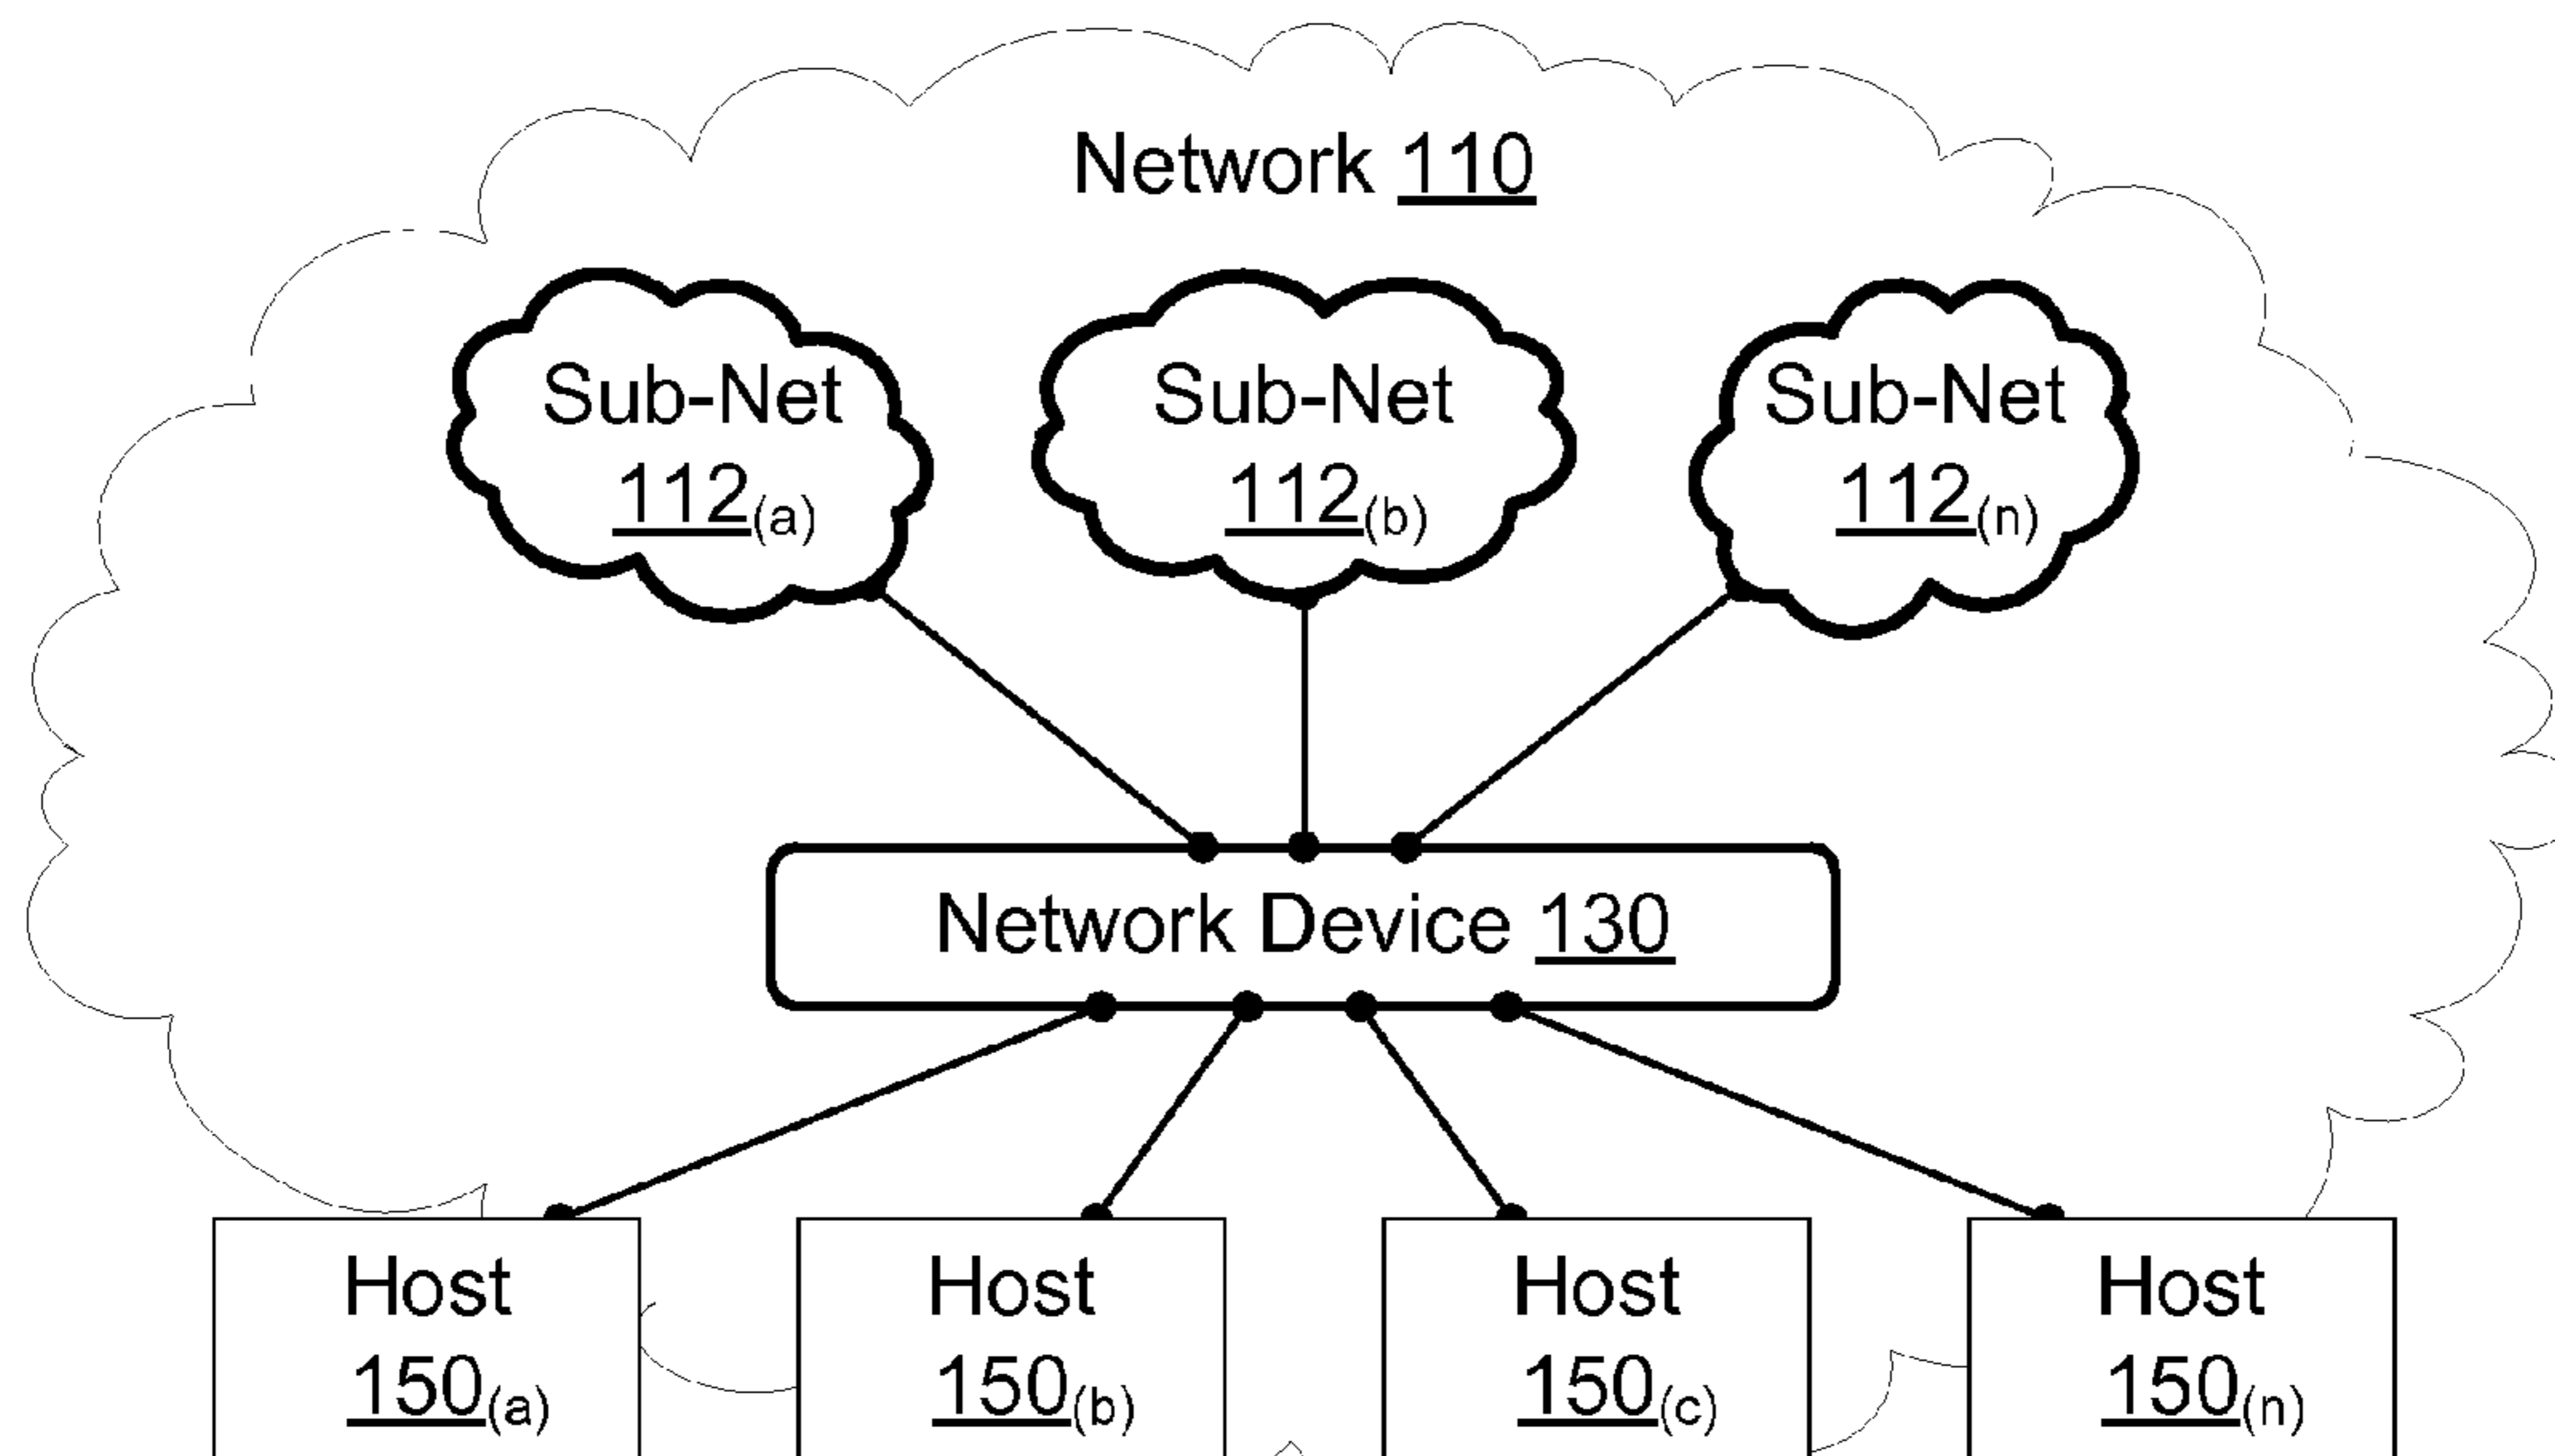 Network 110
Sub-Net Sub-Net Sub-Net
112(a) 112(b) 112(n)
Network Device 130
Host Host Host Host
150(a) 150(b) 150(c) 150(n)